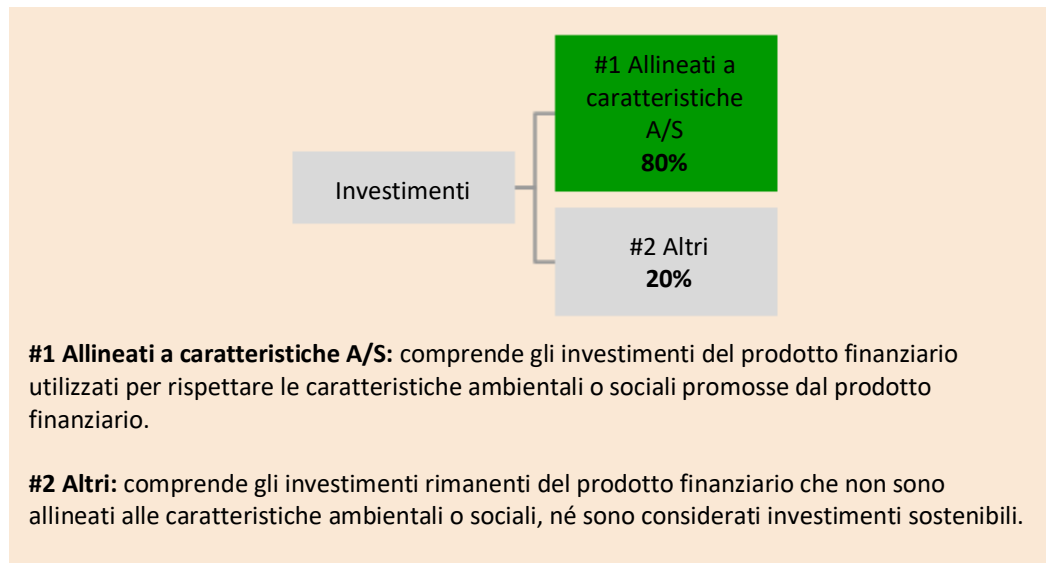 #1 Allineati a
caratteristiche
A/S
80%
Investimenti
#2 Altri
20%
#1 Allineati a caratteristiche A/S: comprende gli investimenti del prodotto finanziario
utilizzati per rispettare le caratteristiche ambientali o sociali promosse dal prodotto
finanziario.
#2 Altri: comprende gli investimenti rimanenti del prodotto finanziario che non sono
allineati alle caratteristiche ambientali o sociali, né sono considerati investimenti sostenibili.